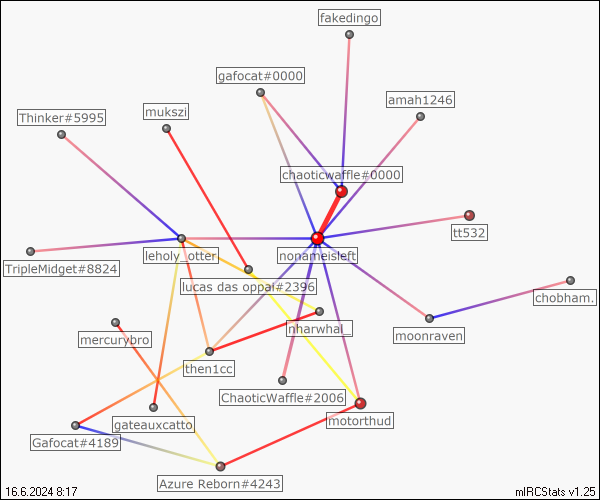 fakedingo
gafocat#0000
amah1246
Thinker#5995
mukszi
chaoticwaffle#0000
tt532
leholy_otter
nonameisleft
TripleMidget#8824
lucas das oppai#2396
chobham.
nharwhal_
mercurybro
moonraven
then1cc
ChaoticWaffle#2006
gateauxcatto
motorthud
Gafocat#4189
Azure Reborn#4243
16.6.2024 8:17
mIRCStats v1.25